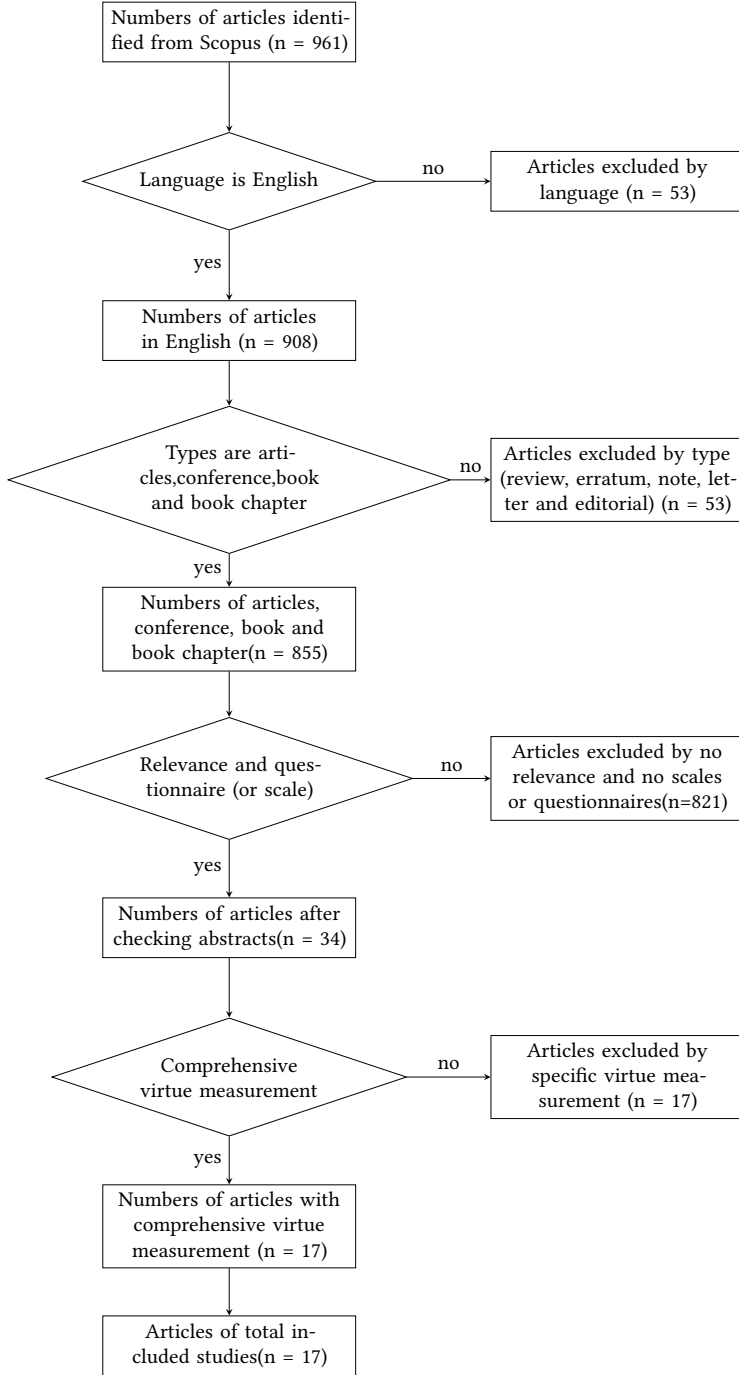 Numbers of articles identi-
fied from Scopus (n = 961)
Language is English
no
Articles excluded by
language (n = 53)
yes
Numbers of articles
in English (n = 908)
Types are arti-
cles,conference,book
and book chapter
no
Articles excluded by type
(review, erratum, note, let-
ter and editorial) (n = 53)
yes
Numbers of articles,
conference, book and
book chapter(n = 855)
Relevance and ques-
tionnaire (or scale)
no
Articles excluded by no
relevance and no scales
or questionnaires(n=821)
yes
Numbers of articles after
checking abstracts(n = 34)
Comprehensive
virtue measurement
no
Articles excluded by
specific virtue mea-
surement (n = 17)
yes
Numbers of articles with
comprehensive virtue
measurement (n = 17)
Articles of total in-
cluded studies(n = 17)